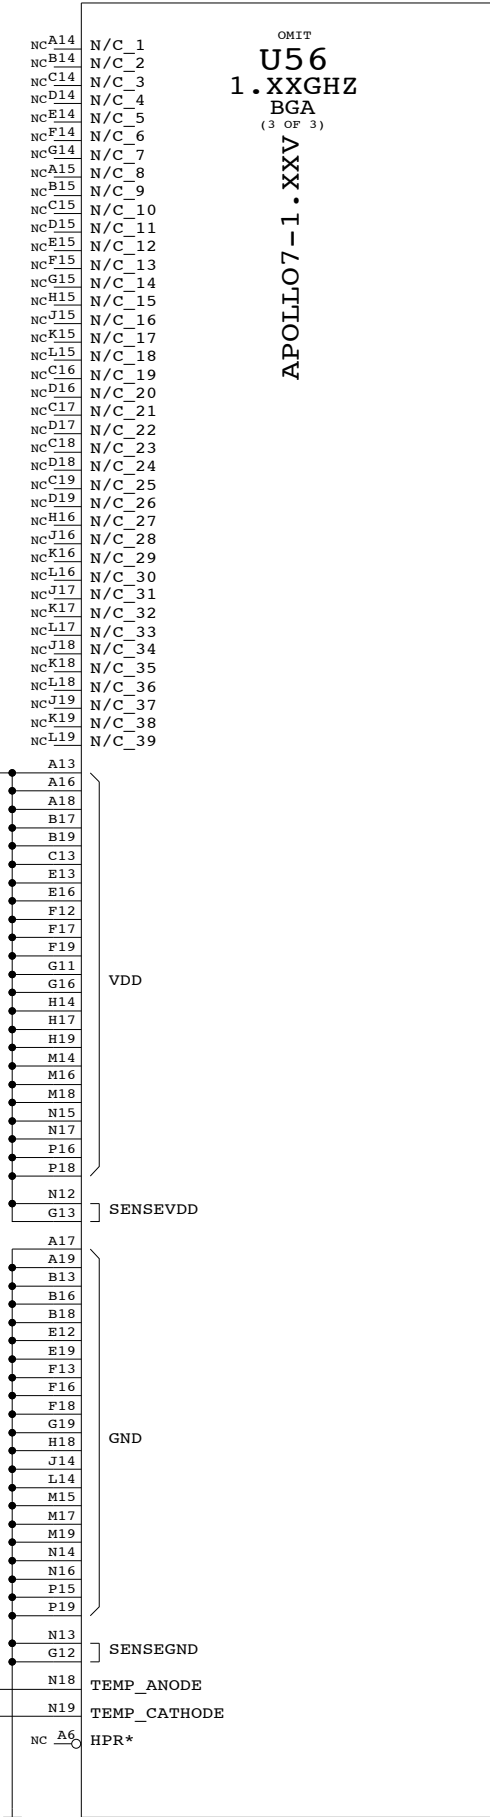 OMIT
U56
1.XXGHZ
BGA
(3 OF 3)
APOLLO7-1.XXV
NC A14 N/C_1
NC B14 N/C_2
NC C14 N/C_3
NC D14 N/C_4
NC E14 N/C_5
NC F14 N/C_6
NC G14 N/C_7
NC A15 N/C_8
NC B15 N/C_9
NC C15 N/C_10
NC D15 N/C_11
NC E15 N/C_12
NC F15 N/C_13
NC G15 N/C_14
NC H15 N/C_15
NC J15 N/C_16
NC K15 N/C_17
NC L15 N/C_18
NC C16 N/C_19
NC D16 N/C_20
NC C17 N/C_21
NC D17 N/C_22
NC C18 N/C_23
NC D18 N/C_24
NC C19 N/C_25
NC D19 N/C_26
NC H16 N/C_27
NC J16 N/C_28
NC K16 N/C_29
NC L16 N/C_30
NC J17 N/C_31
NC K17 N/C_32
NC L17 N/C_33
NC J18 N/C_34
NC K18 N/C_35
NC L18 N/C_36
NC J19 N/C_37
NC K19 N/C_38
NC L19 N/C_39
A13
A16
A18
B17
B19
C13
E13
E16
F12
F17
F19
G11
G16
VDD
H14
H17
H19
M14
M16
M18
N15
N17
P16
P18
N12
G13
SENSEVDD
A17
A19
B13
B16
B18
E12
E19
F13
F16
F18
G19
H18
GND
J14
L14
M15
M17
M19
N14
N16
P15
P19
N13
G12
SENSEGND
N18 TEMP_ANODE
N19 TEMP_CATHODE
NC A6 HPR*